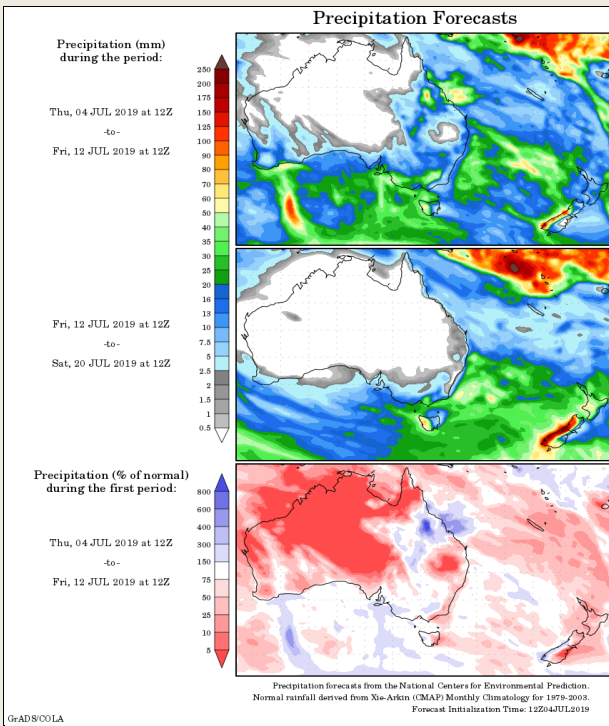 Precipitation Forecasts
Precipitation (mm)
during the period:
Thu, 04 JUL 2019 at 12Z
-to-
Fri, 12 JUL 2019 at 12Z
250
200
175
150
125
100
90
80
70
60
50
40
35
30
25
20
16
13
10
7.5
5
2.5
2
1.5
1
0.5
Fri, 12 JUL 2019 at 12Z
-to-
Sat, 20 JUL 2019 at 12Z
Precipitation (% of normal)
during the first period:
Thu, 04 JUL 2019 at 12Z
-to-
Fri, 12 JUL 2019 at 12Z
800
600
400
300
150
75
50
25
10
5
Precipitation forecasts from the National Centers for Environmental Prediction.
Normal rainfall derived from Xie-Arkin (CMAP) Monthly Climatology for 1979-2003.
Forecast Initialization Time: 12Z04JUL2019
GrADS/COLA